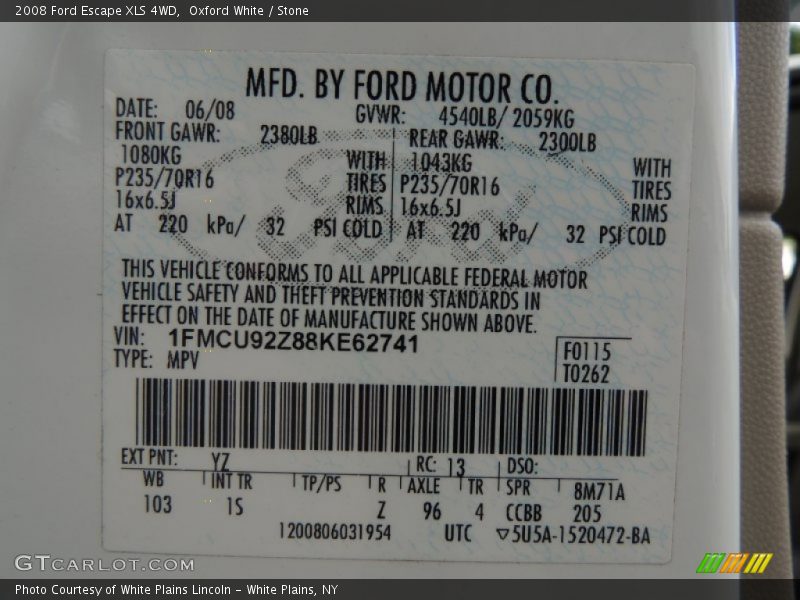 2008 Ford Escape XLS 4WD, Oxford White / Stone
MFD. BY FORD MOTOR CO.
DATE: 06/08 GVWR: 4540LB/ 2059KG
FRONT GAWR: 2380LB REAR GAWR: 2300LB
1080KG WITH 1043KG WITH
P235/70R16 TIRES P235/70R16 TIRES
16x6.5J RIMS 16x6.5J RIMS
AT 220 kPa/ 32 PSI COLD AT 220 kPa/ 32 PSI COLD
THIS VEHICLE CONFORMS TO ALL APPLICABLE FEDERAL MOTOR
VEHICLE SAFETY AND THEFT PREVENTION STANDARDS IN
EFFECT ON THE DATE OF MANUFACTURE SHOWN ABOVE.
VIN: 1FMCU92Z88KE62741
TYPE: MPV
F0115
T0262
EXT PNT: YZ RC: 13 DSO:
WB INT TR TP/PS R AXLE TR SPR 8M71A
103 1S Z 96 4 CCBB 205
1200806031954 UTC ▽5U5A-1520472-BA
Ford
GTCARLOT.COM
Photo Courtesy of White Plains Lincoln - White Plains, NY